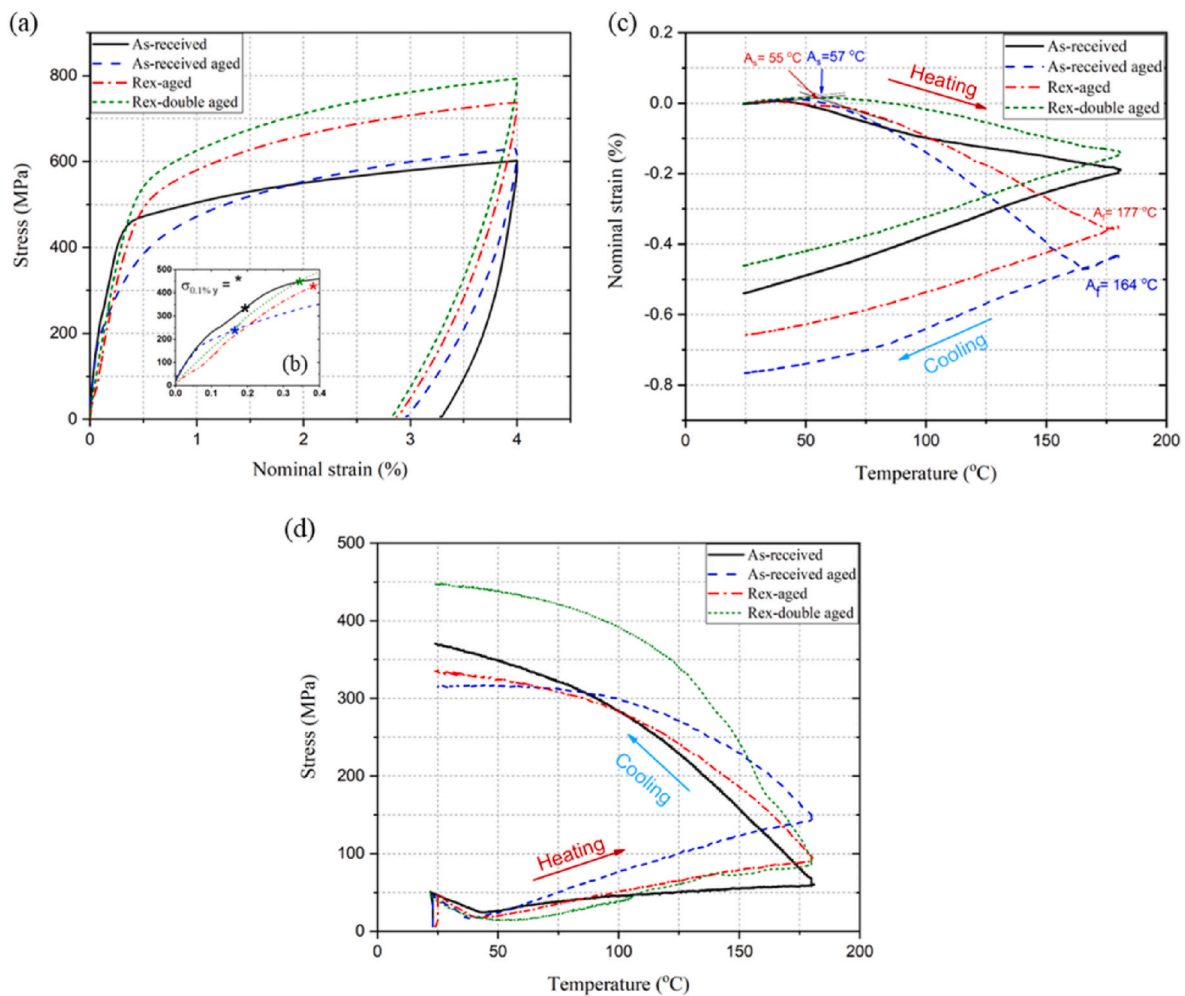 (a)
As-received
As-received aged
Rex-aged
Rex-double aged
800
600
400
200
0
Stress (MPa)
0 1 2 3 4
Nominal strain (%)
500
400
300
200
100
0
σ0.1% y = *
(b)
0.0 0.1 0.2 0.3 0.4
(c)
0.2
0.0
-0.2
-0.4
-0.6
-0.8
Nominal strain (%)
As= 55 °C
As=57 °C
Heating
As-received
As-received aged
Rex-aged
Rex-double aged
Af= 177 °C
Af= 164 °C
Cooling
0 50 100 150 200
Temperature (°C)
(d)
500
450
400
350
300
250
200
150
100
50
0
Stress (MPa)
As-received
As-received aged
Rex-aged
Rex-double aged
Cooling
Heating
0 50 100 150 200
Temperature (°C)